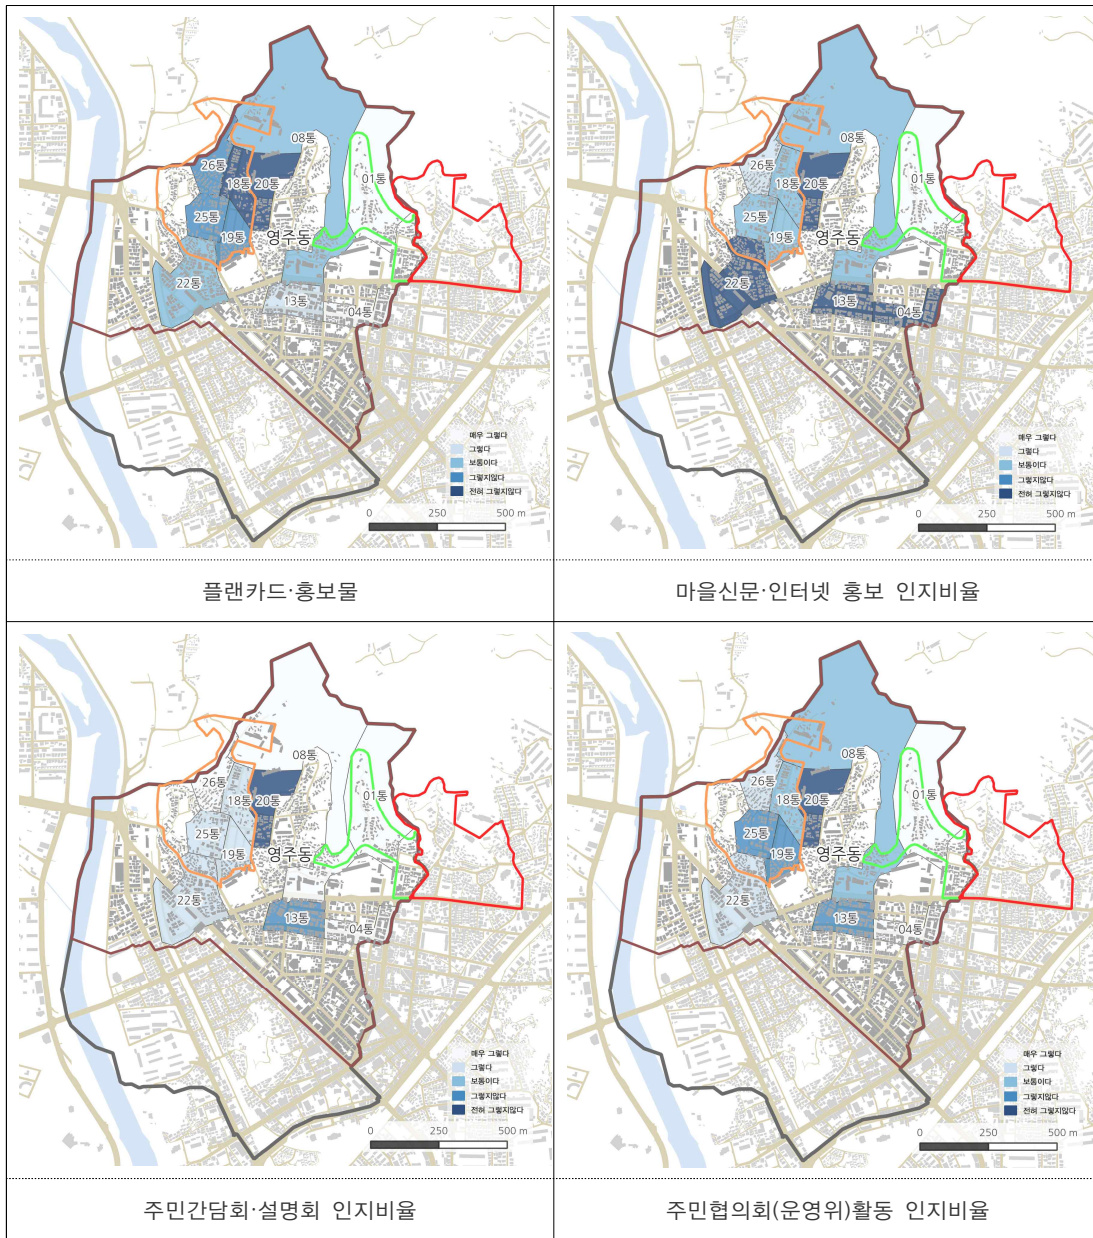 08통
26통
01통
18통
20통
25통
19통
영주동
22통
13통
04통
매우 그렇다
그렇다
보통이다
그렇지않다
전혀 그렇지않다
0 250 500 m
플랜카드·홍보물
08통
26통
01통
18통
20통
25통
19통
영주동
22통
13통
04통
매우 그렇다
그렇다
보통이다
그렇지않다
전혀 그렇지않다
0 250 500 m
마을신문·인터넷 홍보 인지비율
08통
26통
01통
18통
20통
25통
19통
영주동
22통
13통
04통
매우 그렇다
그렇다
보통이다
그렇지않다
전혀 그렇지않다
0 250 500 m
주민간담회·설명회 인지비율
08통
26통
01통
18통
20통
25통
19통
영주동
22통
13통
04통
매우 그렇다
그렇다
보통이다
그렇지않다
전혀 그렇지않다
0 250 500 m
주민협의회(운영위)활동 인지비율